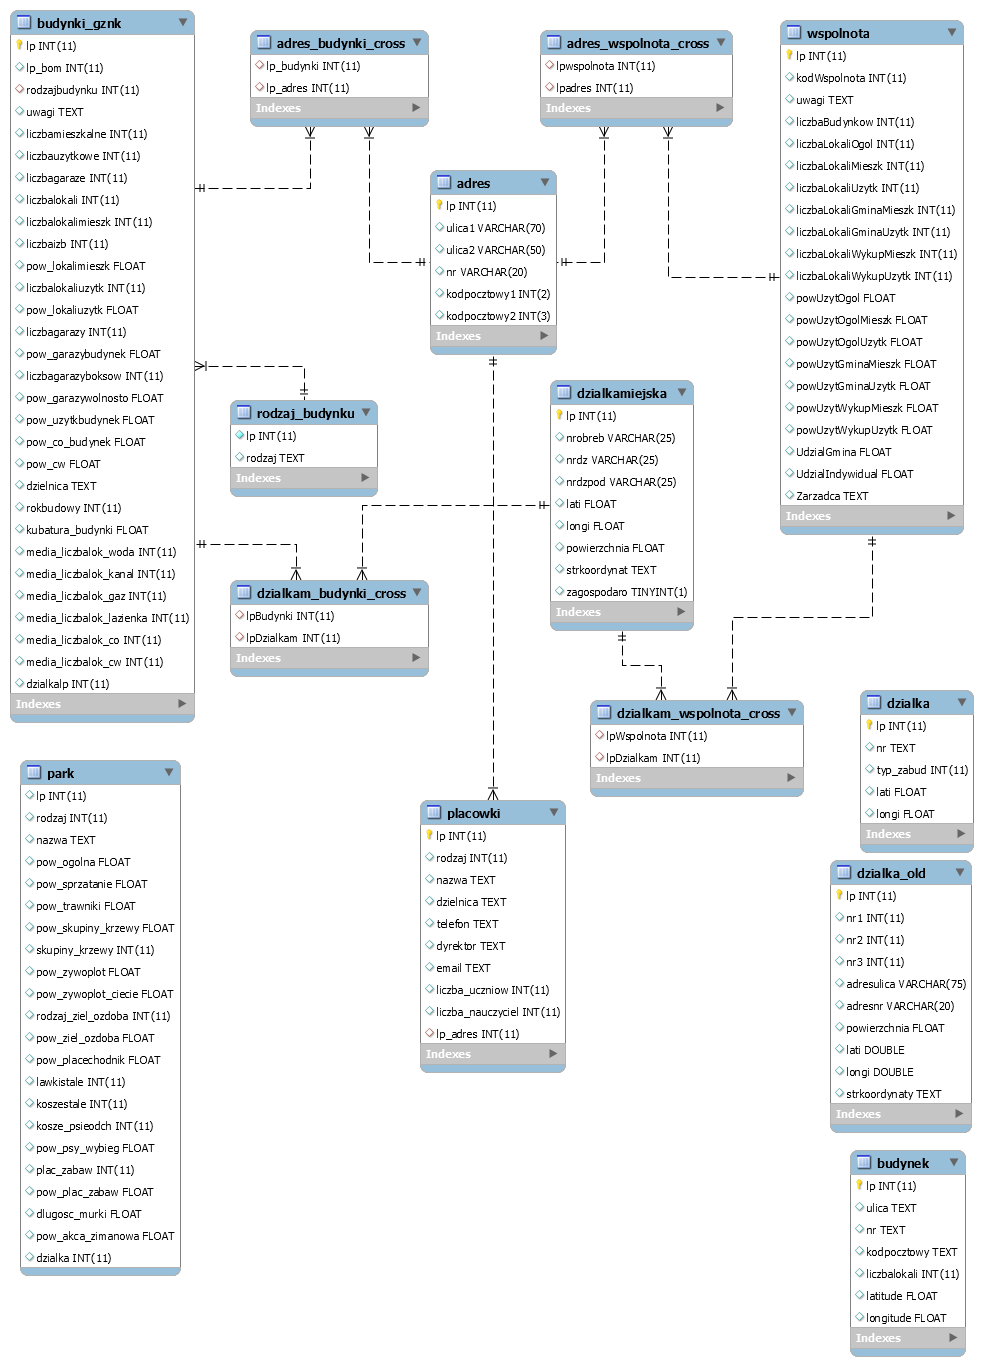 budynki_gznk
lp INT(11)
lp_bom INT(11)
rodzajbudynku INT(11)
uwagi TEXT
liczbamieszkalne INT(11)
liczbauzytkowe INT(11)
liczbagaraze INT(11)
liczbalokali INT(11)
liczbalokalimieszk INT(11)
liczbaizb INT(11)
pow_lokalimieszk FLOAT
liczbalokaliuzytk INT(11)
pow_lokaliuzytk FLOAT
liczbagarazy INT(11)
pow_garazybudynek FLOAT
liczbagarazyboksow INT(11)
pow_garazywolnosto FLOAT
pow_uzytkbudynek FLOAT
pow_co_budynek FLOAT
pow_cw FLOAT
dzielnica TEXT
rokbudowy INT(11)
kubatura_budynki FLOAT
media_liczbalok_woda INT(11)
media_liczbalok_kanal INT(11)
media_liczbalok_gaz INT(11)
media_liczbalok_lazienka INT(11)
media_liczbalok_co INT(11)
media_liczbalok_cw INT(11)
dzialkalp INT(11)
Indexes
adres_budynki_cross
lp_budynki INT(11)
lp_adres INT(11)
Indexes
adres_wspolnota_cross
lpwspolnota INT(11)
lpadres INT(11)
Indexes
wspolnota
lp INT(11)
kodWspolnota INT(11)
uwagi TEXT
liczbaBudynkow INT(11)
liczbaLokaliOgol INT(11)
liczbaLokaliMieszk INT(11)
liczbaLokaliUzytk INT(11)
liczbaLokaliGminaMieszk INT(11)
liczbaLokaliGminaUzytk INT(11)
liczbaLokaliWykupMieszk INT(11)
liczbaLokaliWykupUzytk INT(11)
powUzytOgol FLOAT
powUzytOgolMieszk FLOAT
powUzytOgolUzytk FLOAT
powUzytGminaMieszk FLOAT
powUzytGminaUzytk FLOAT
powUzytWykupMieszk FLOAT
powUzytWykupUzytk FLOAT
UdzialGmina FLOAT
UdzialIndywidual FLOAT
Zarzadca TEXT
Indexes
adres
lp INT(11)
ulica1 VARCHAR(70)
ulica2 VARCHAR(50)
nr VARCHAR(20)
kodpocztowy1 INT(2)
kodpocztowy2 INT(3)
Indexes
rodzaj_budynku
lp INT(11)
rodzaj TEXT
Indexes
dzialkamiejska
lp INT(11)
nrobreb VARCHAR(25)
nrdz VARCHAR(25)
nrdzpod VARCHAR(25)
lati FLOAT
longi FLOAT
powierzchnia FLOAT
strkoordynat TEXT
zagospodaro TINYINT(1)
Indexes
dzialkam_budynki_cross
lpBudynki INT(11)
lpDzialkam INT(11)
Indexes
dzialkam_wspolnota_cross
lpWspolnota INT(11)
lpDzialkam INT(11)
Indexes
dzialka
lp INT(11)
nr TEXT
typ_zabud INT(11)
lati FLOAT
longi FLOAT
Indexes
park
lp INT(11)
rodzaj INT(11)
nazwa TEXT
pow_ogolna FLOAT
pow_sprzatanie FLOAT
pow_trawniki FLOAT
pow_skupiny_krzewy FLOAT
skupiny_krzewy INT(11)
pow_zywoplot FLOAT
pow_zywoplot_ciecie FLOAT
rodzaj_ziel_ozdoba INT(11)
pow_ziel_ozdoba FLOAT
pow_placechodnik FLOAT
lawkistale INT(11)
koszestale INT(11)
kosze_psieodch INT(11)
pow_psy_wybieg FLOAT
plac_zabaw INT(11)
pow_plac_zabaw FLOAT
dlugosc_murki FLOAT
pow_akca_zimanowa FLOAT
dzialka INT(11)
placowki
lp INT(11)
rodzaj INT(11)
nazwa TEXT
dzielnica TEXT
telefon TEXT
dyrektor TEXT
email TEXT
liczba_uczniow INT(11)
liczba_nauczyciel INT(11)
lp_adres INT(11)
Indexes
dzialka_old
lp INT(11)
nr1 INT(11)
nr2 INT(11)
nr3 INT(11)
adresulica VARCHAR(75)
adresnr VARCHAR(20)
powierzchnia FLOAT
lati DOUBLE
longi DOUBLE
strkoordynaty TEXT
Indexes
budynek
lp INT(11)
ulica TEXT
nr TEXT
kodpocztowy TEXT
liczbalokali INT(11)
latitude FLOAT
longitude FLOAT
Indexes